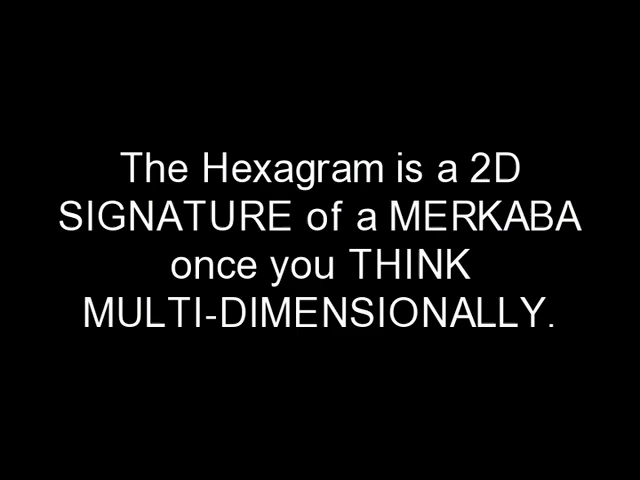 The Hexagram is a 2D
SIGNATURE of a MERKABA
once you THINK
MULTI-DIMENSIONALLY.